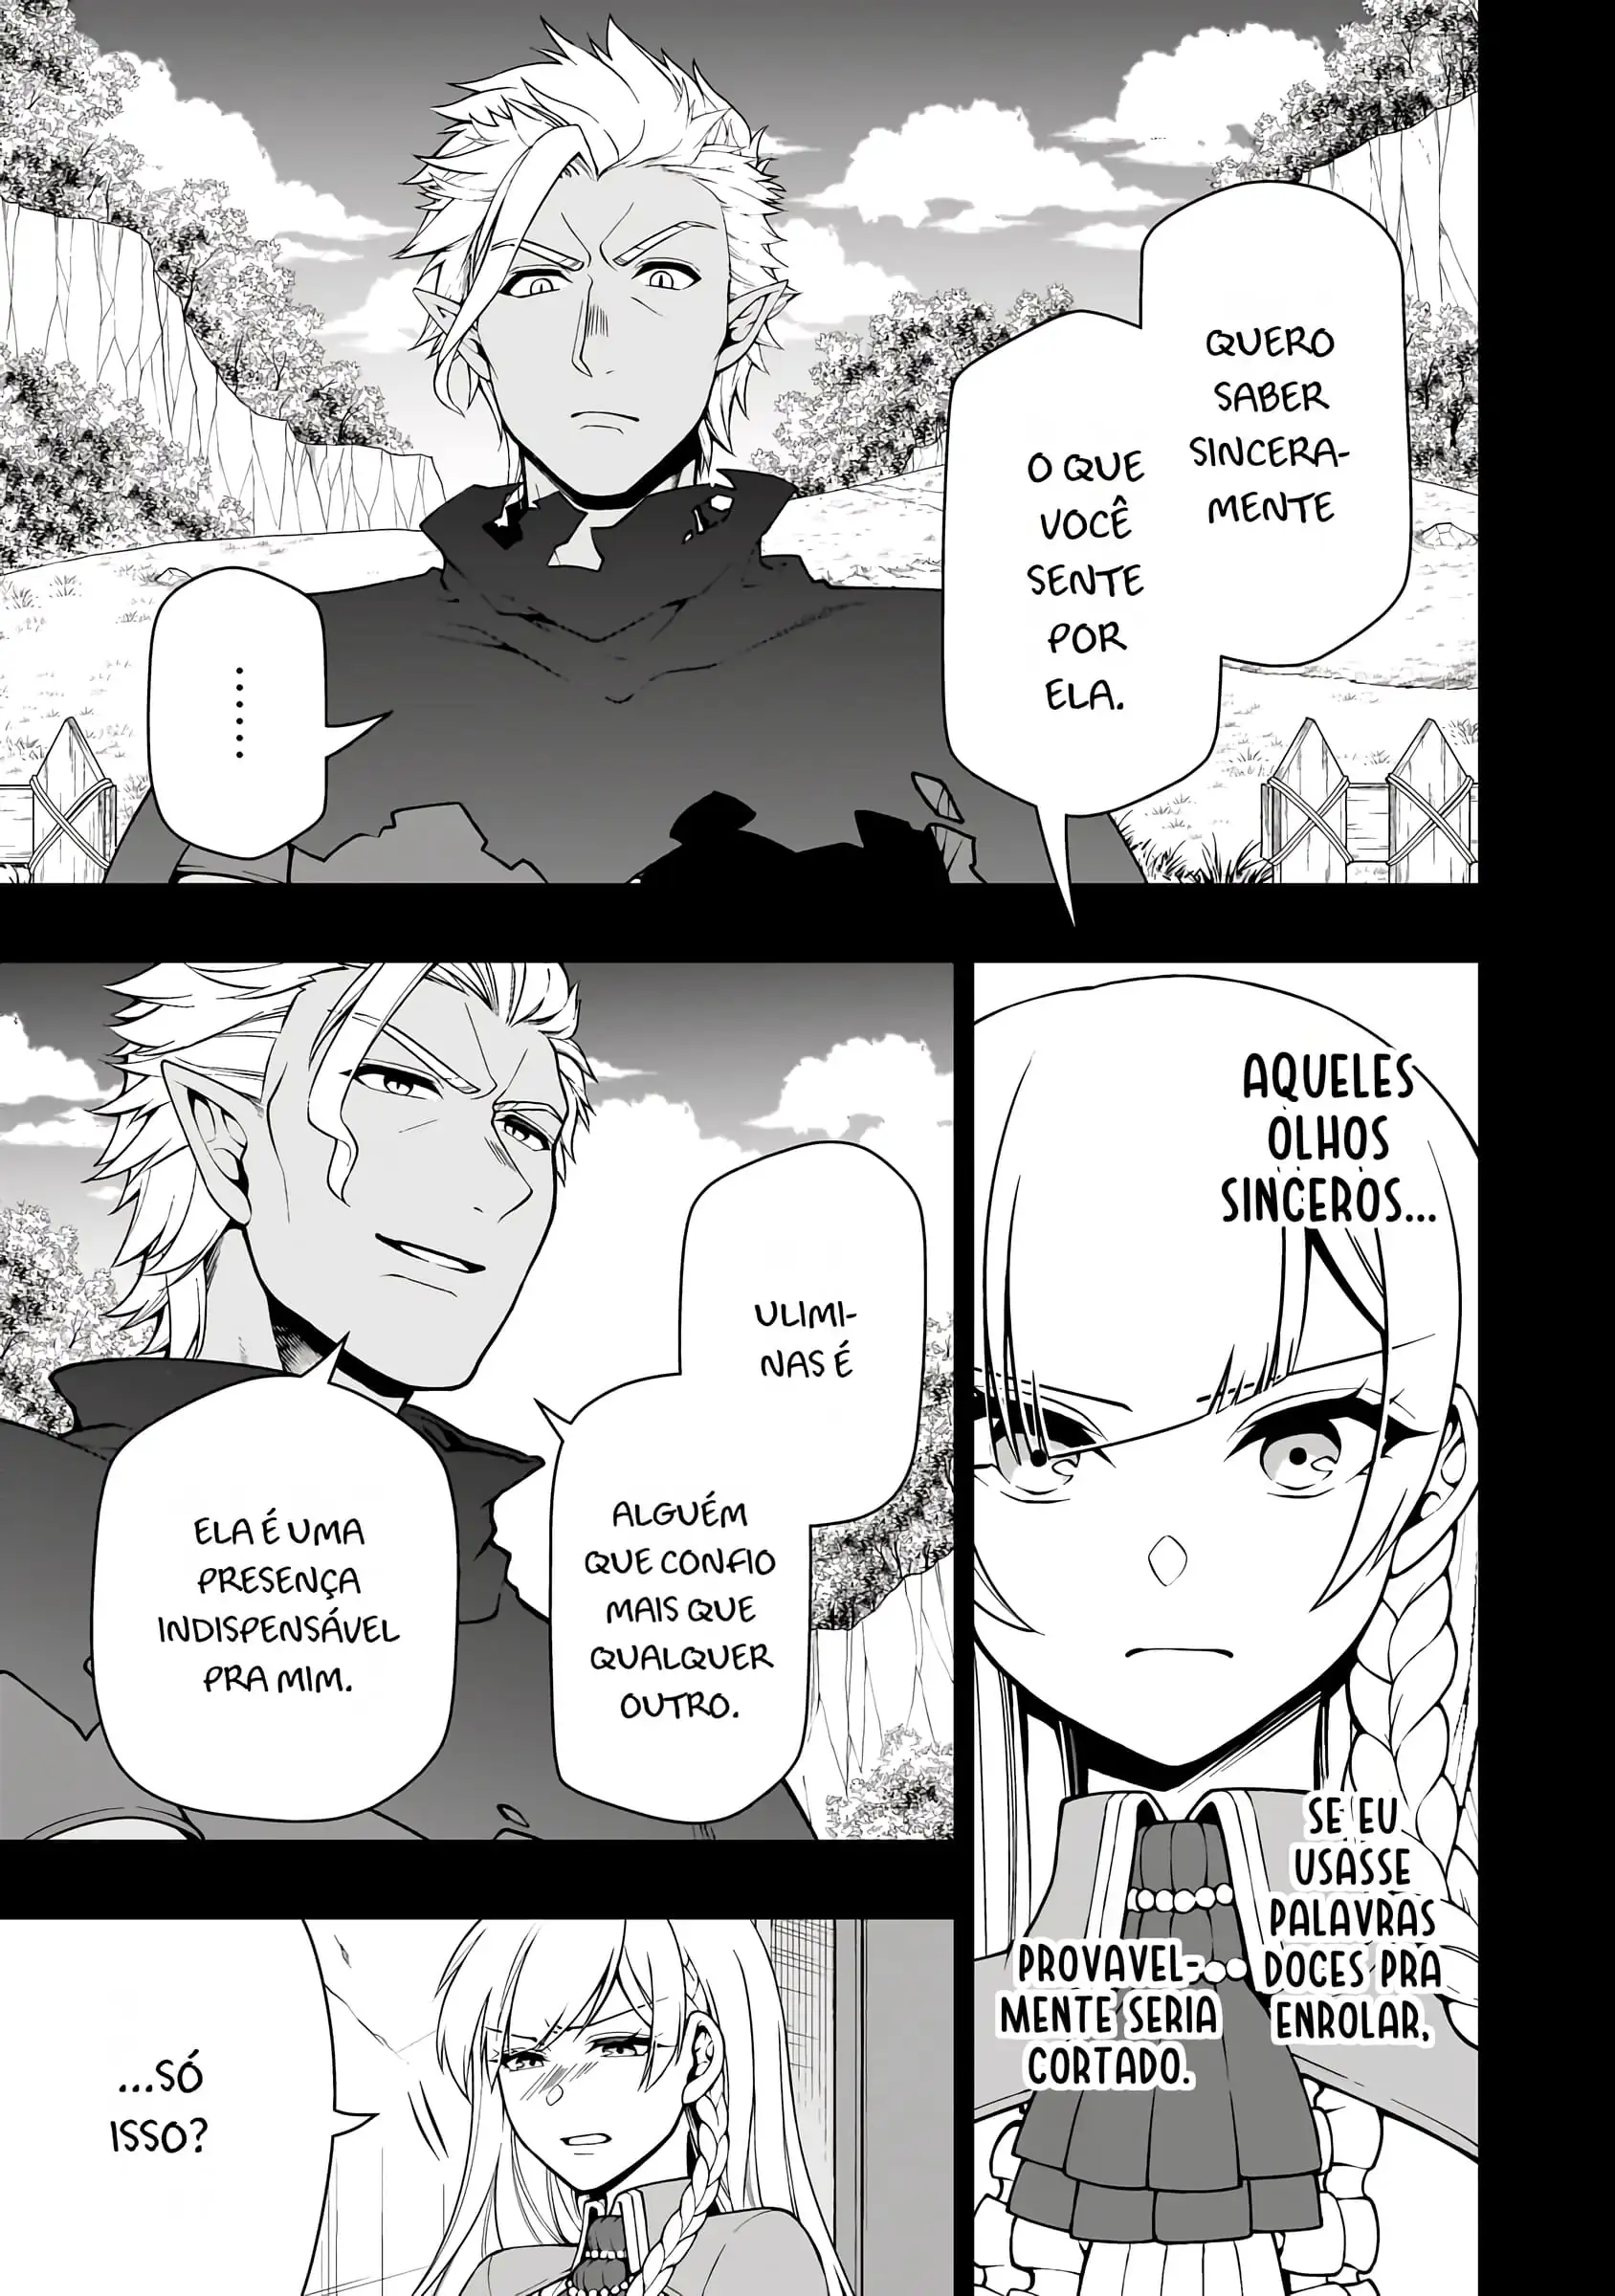 QUERO
SABER
SINCERA-
MENTE
O QUE
VOCÊ
SENTE
POR
ELA.
......
AQUELES
OLHOS
SINCEROS...
SE EU
USASSE
PALAVRAS
DOCES PRA
ENROLAR,
PROVAVEL-
MENTE SERIA
CORTADO.
ULIMI-
NAS É
ALGUÉM
QUE CONFIO
MAIS QUE
QUALQUER
OUTRO.
ELA É UMA
PRESENÇA
INDISPENSÁVEL
PRA MIM.
...SÓ
ISSO?